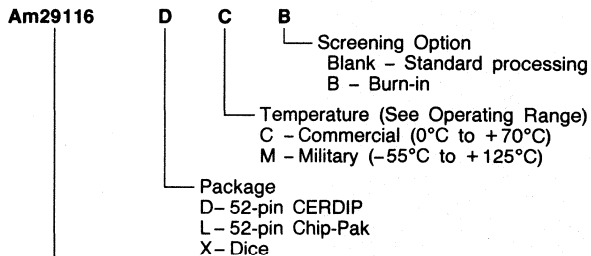 Am29116 D C B
Screening Option
Blank – Standard processing
B – Burn-in
Temperature (See Operating Range)
C – Commercial (0°C to +70°C)
M – Military (–55°C to +125°C)
Package
D– 52-pin CERDIP
L– 52-pin Chip-Pak
X– Dice